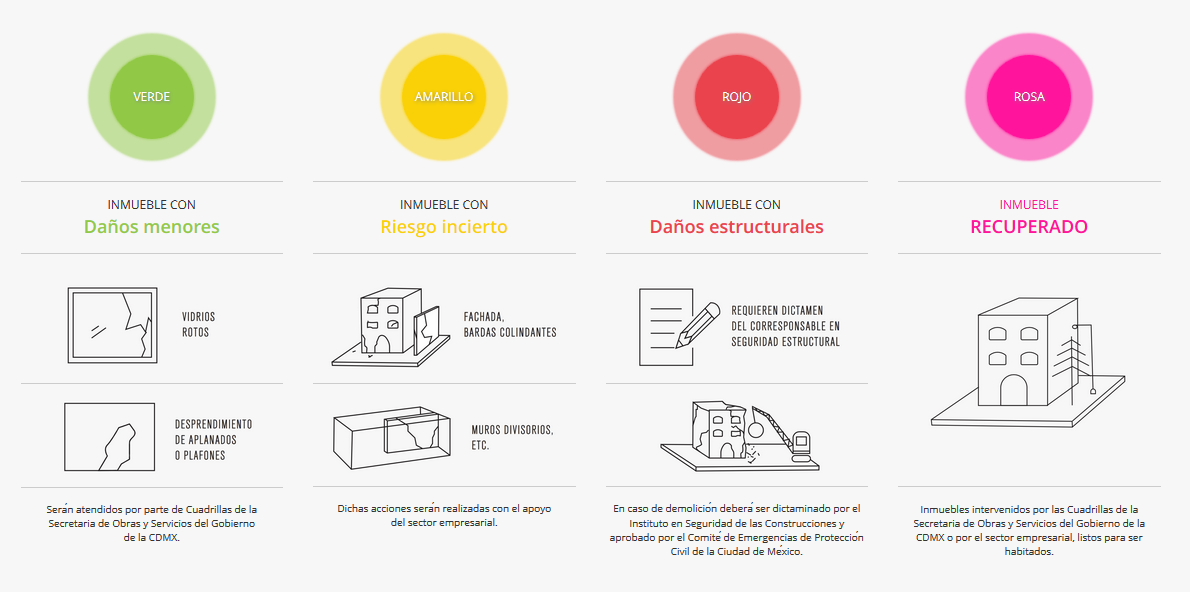 VERDE
INMUEBLE CON
Daños menores
VIDRIOS
ROTOS
DESPRENDIMIENTO
DE APLANADOS
O PLAFONES
Serán atendidos por parte de Cuadrillas de la
Secretaria de Obras y Servicios del Gobierno
de la CDMX.
AMARILLO
INMUEBLE CON
Riesgo incierto
FACHADA,
BARDAS COLINDANTES
MUROS DIVISORIOS,
ETC.
Dichas acciones serán realizadas con el apoyo
del sector empresarial.
ROJO
INMUEBLE CON
Daños estructurales
REQUIEREN DICTAMEN
DEL CORRESPONSABLE EN
SEGURIDAD ESTRUCTURAL
En caso de demolición deberá ser dictaminado por el
Instituto en Seguridad de las Construcciones y
aprobado por el Comité de Emergencias de Protección
Civil de la Ciudad de México.
ROSA
INMUEBLE
RECUPERADO
Inmuebles intervenidos por las Cuadrillas de la
Secretaria de Obras y Servicios del Gobierno de la
CDMX o por el sector empresarial, listos para ser
habitados.